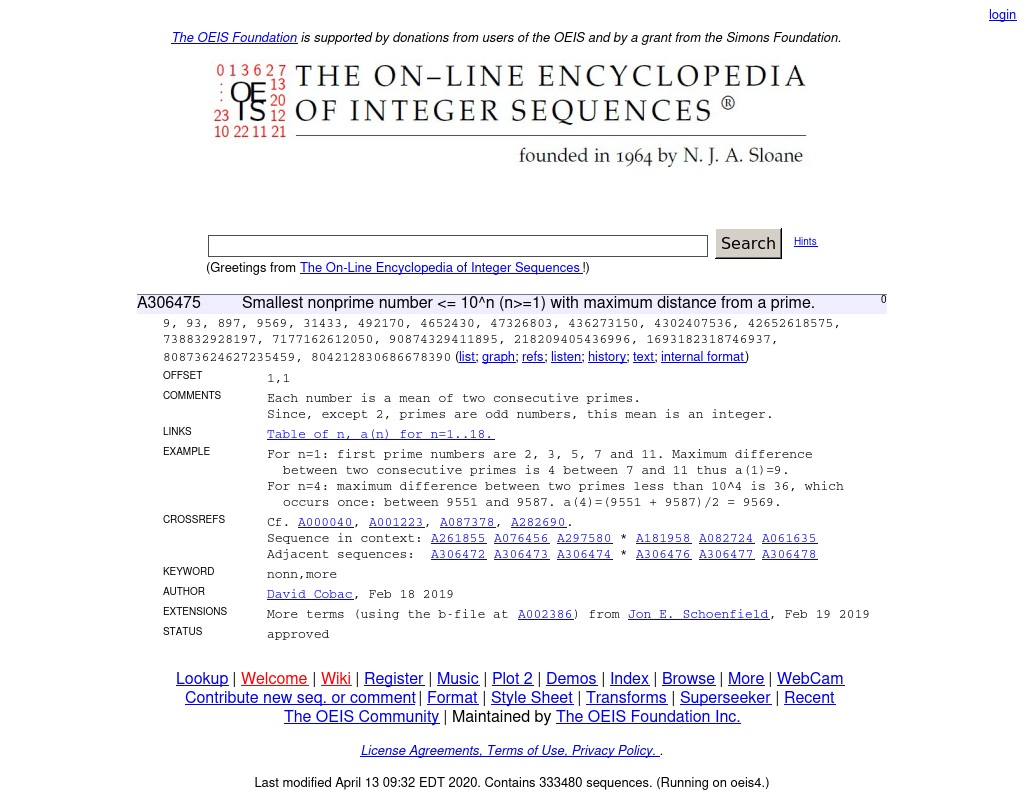 login
The OEIS Foundation is supported by donations from users of the OEIS and by a grant from the Simons Foundation.
0 1 3 6 2 7
: 13
: OE 20
23 IS 12
10 22 11 21
THE ON–LINE ENCYCLOPEDIA
OF INTEGER SEQUENCES ®
founded in 1964 by N. J. A. Sloane
Search Hints
(Greetings from The On-Line Encyclopedia of Integer Sequences!)
A306475 Smallest nonprime number <= 10^n (n>=1) with maximum distance from a prime. 0
9, 93, 897, 9569, 31433, 492170, 4652430, 47326803, 436273150, 4302407536, 42652618575,
738832928197, 7177162612050, 90874329411895, 218209405436996, 1693182318746937,
80873624627235459, 804212830686678390 (list; graph; refs; listen; history; text; internal format)
OFFSET 1,1
COMMENTS Each number is a mean of two consecutive primes.
Since, except 2, primes are odd numbers, this mean is an integer.
LINKS Table of n, a(n) for n=1..18.
EXAMPLE For n=1: first prime numbers are 2, 3, 5, 7 and 11. Maximum difference
between two consecutive primes is 4 between 7 and 11 thus a(1)=9.
For n=4: maximum difference between two primes less than 10^4 is 36, which
occurs once: between 9551 and 9587. a(4)=(9551 + 9587)/2 = 9569.
CROSSREFS Cf. A000040, A001223, A087378, A282690.
Sequence in context: A261855 A076456 A297580 * A181958 A082724 A061635
Adjacent sequences: A306472 A306473 A306474 * A306476 A306477 A306478
KEYWORD nonn,more
AUTHOR David Cobac, Feb 18 2019
EXTENSIONS More terms (using the b-file at A002386) from Jon E. Schoenfield, Feb 19 2019
STATUS approved
Lookup | Welcome | Wiki | Register | Music | Plot 2 | Demos | Index | Browse | More | WebCam
Contribute new seq. or comment | Format | Style Sheet | Transforms | Superseeker | Recent
The OEIS Community | Maintained by The OEIS Foundation Inc.
License Agreements, Terms of Use, Privacy Policy. .
Last modified April 13 09:32 EDT 2020. Contains 333480 sequences. (Running on oeis4.)